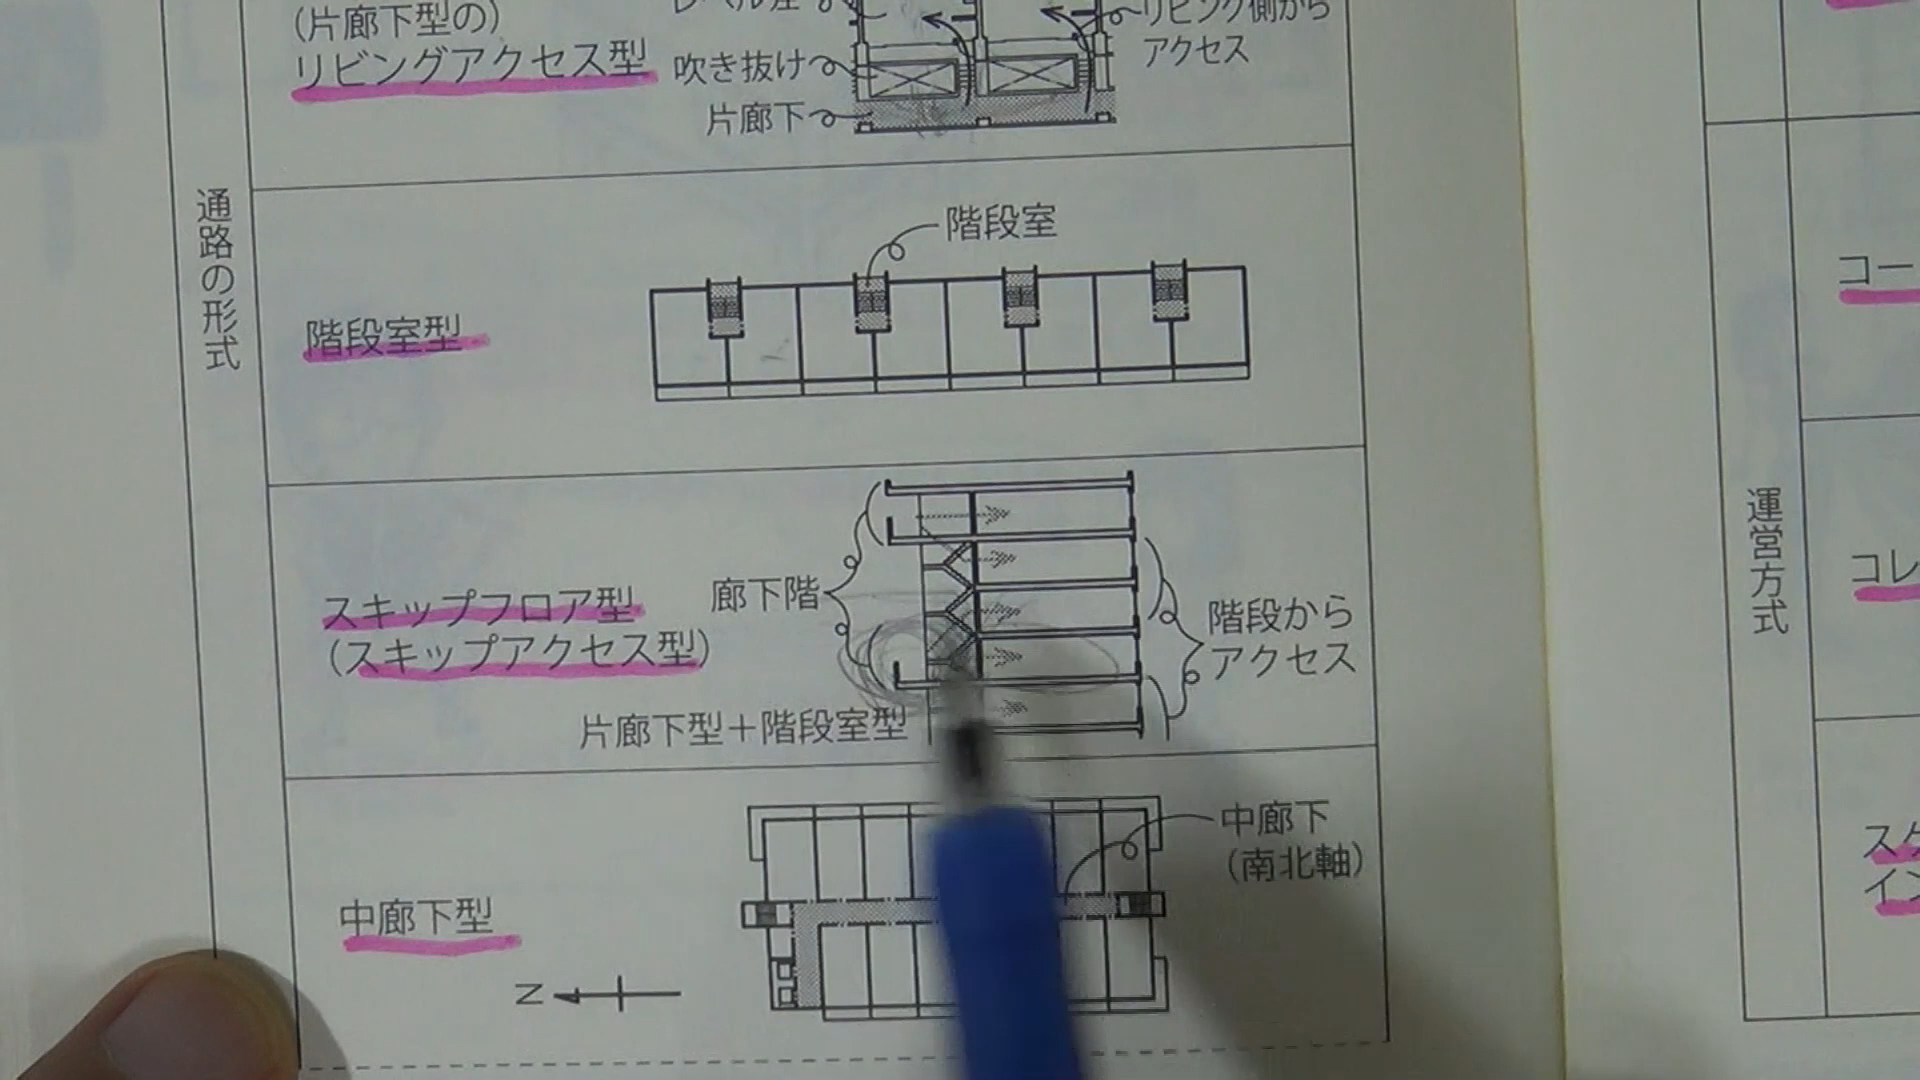 (片廊下型の)
リビングアクセス型
吹き抜け
片廊下
リビング側から
アクセス
通路の形式
階段室
階段室型
廊下階
スキップフロア型
(スキップアクセス型)
階段から
アクセス
片廊下型+階段室型
中廊下
(南北軸)
中廊下型
N
運営方式
コー
コレ